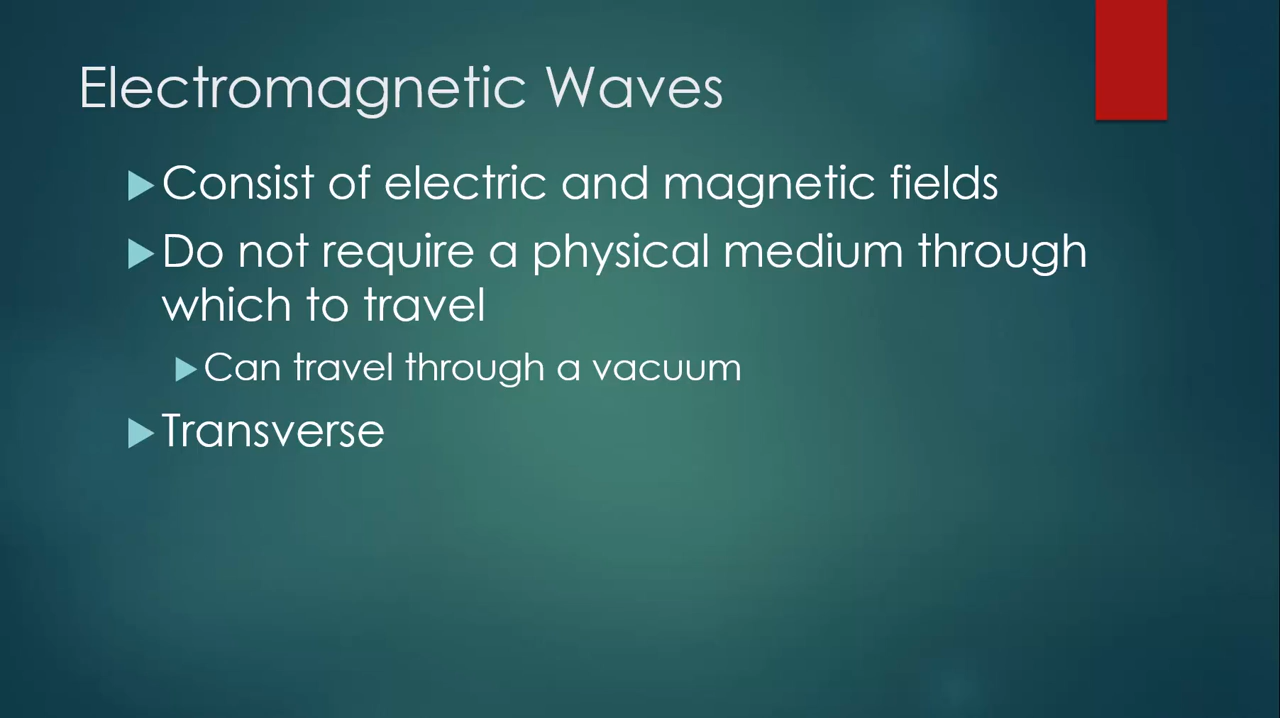 Electromagnetic Waves
Consist of electric and magnetic fields
Do not require a physical medium through
which to travel
Can travel through a vacuum
Transverse